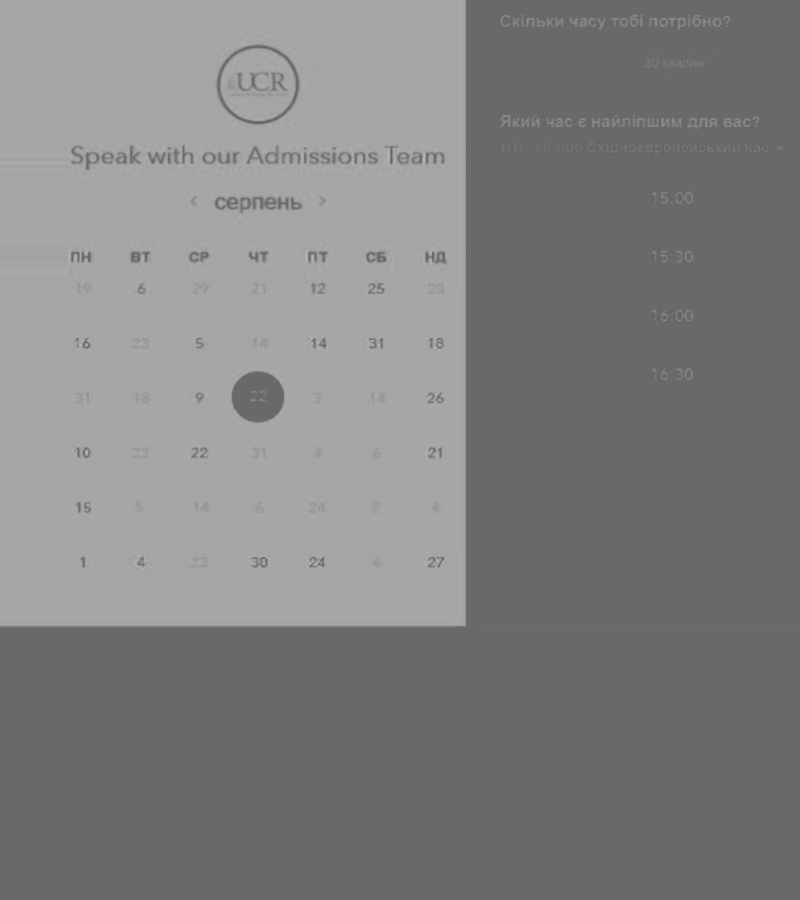 UCR
Speak with our Admissions Team
< серпень >
ПН ВТ СР ЧТ ПТ СБ НД
19 6 29 21 12 25 28
16 23 5 14 14 31 18
31 18 9 22 3 14 26
10 23 22 31 4 6 21
15 5 14 6 24 2 4
1 4 23 30 24 4 27
Скільки часу тобі потрібно?
30 хвилин
Який час є найліпшим для вас?
UTC +03:00 Східноєвропейський час
15:00
15:30
16:00
16:30